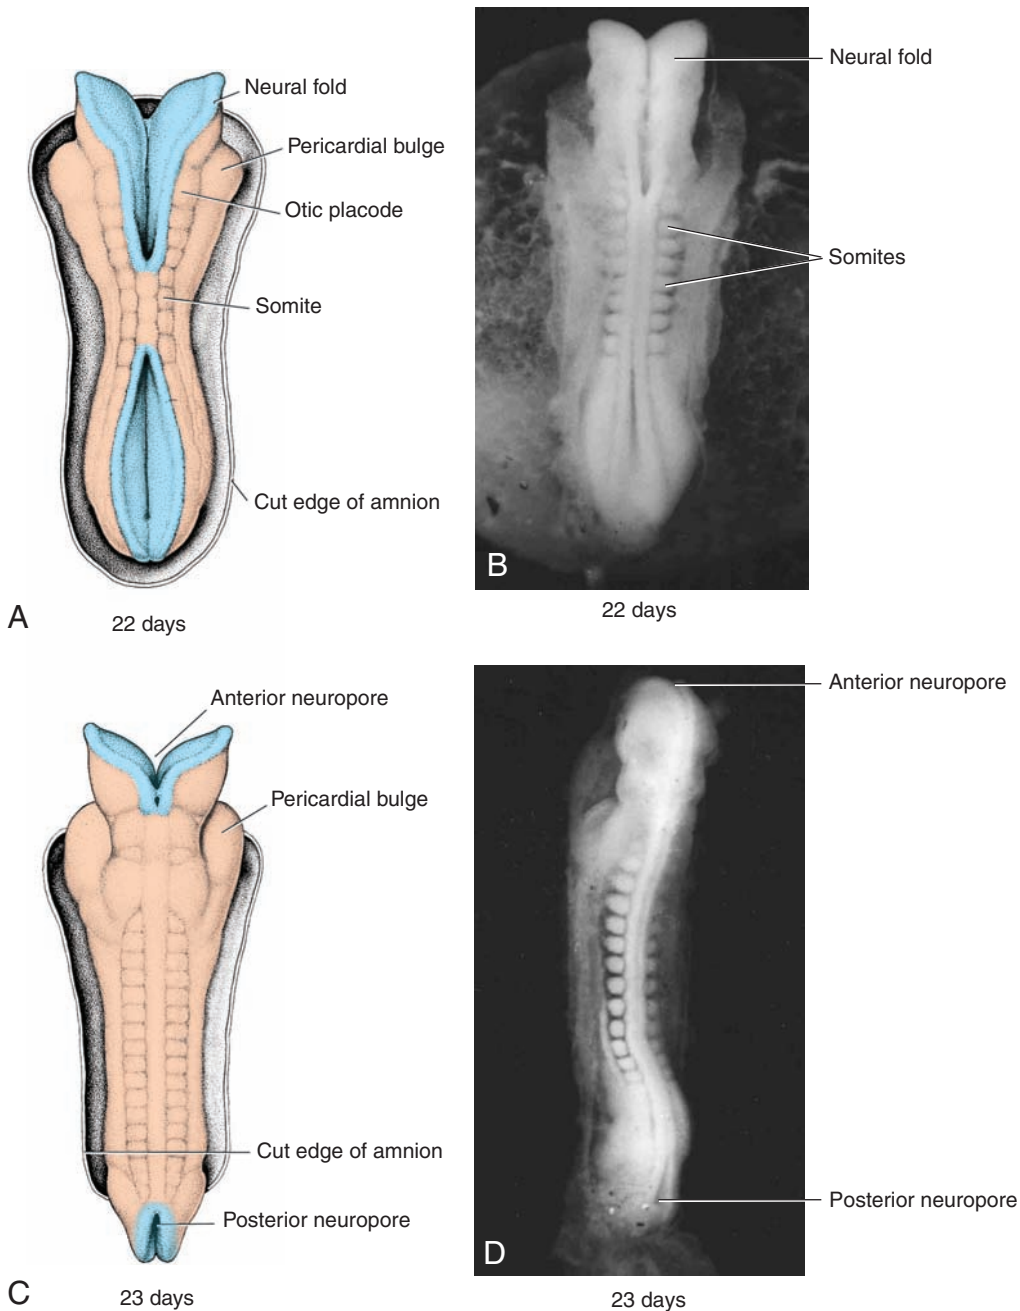 Neural fold
Pericardial bulge
Otic placode
Somite
Cut edge of amnion
A
22 days
Neural fold
Somites
B
22 days
Anterior neuropore
Pericardial bulge
Cut edge of amnion
Posterior neuropore
C
23 days
Anterior neuropore
Posterior neuropore
D
23 days